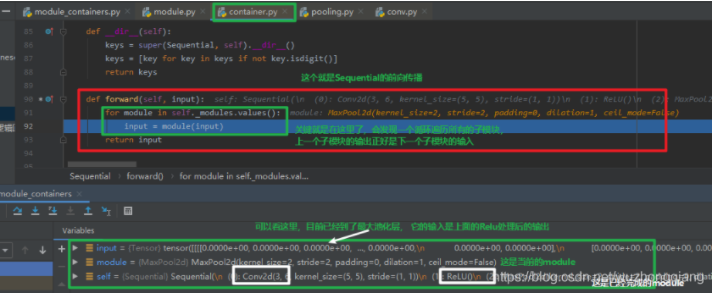 module_containers.py × module.py × container.py × pooling.py × conv.py ×
85 def __dir__(self):
86 keys = super(Sequential, self).__dir__()
87 keys = [key for key in keys if not key.isdigit()]
88 return keys
89 这个就是Sequential的前向传播
90 def forward(self, input): self: Sequential(\n (0): Conv2d(3, 6, kernel_size=(5, 5), stride=(1, 1))\n (1): ReLU()\n (2): MaxPool2d
91 for module in self._modules.values(): module: MaxPool2d(kernel_size=2, stride=2, padding=0, dilation=1, ceil_mode=False)
92 input = module(input) 关键就是在这里了，会发现一个循环遍历所有的子模块，
93 return input 上一个子模块的输出正好是下一个子模块的输入
Sequential › forward() › for module in self._modules.val...
module_containers ×
Variables 可以看这里，目前已经到了最大池化层， 它的输入是上期的Relu处理后的输出
input = {Tensor} tensor([[[[0.0000e+00, 0.0000e+00, 0.0000e+00, ..., 0.0000e+00,\n 0.0000e+00, 0.0000e+00],\n [0.0000e+00, 0.0000e+00, 0.00
module = {MaxPool2d} MaxPool2d(kernel_size=2, stride=2, padding=0, dilation=1, ceil_mode=False) 这是当前的module
self = {Sequential} Sequential(\n (0): Conv2d(3, 6, kernel_size=(5, 5), stride=(1, 1))\n (1): ReLU()\n (2)
https://blog.csdn.net/wuzhongqiang
这是已经完成的module